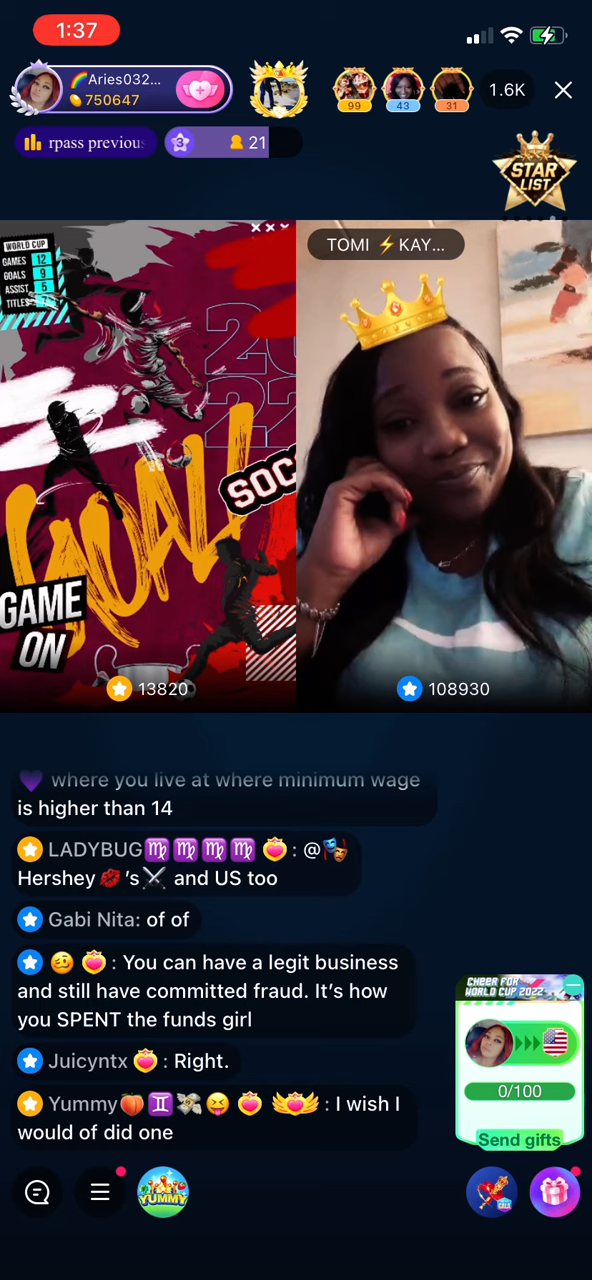 1:37
🌈Aries032...
750647
99
43
31
1.6K
rpass previous
3
21
STAR
LIST
WORLD CUP
GAMES 12
GOALS 9
ASSIST 5
TITLES
TOMI ⚡KAY...
2022
GOAL!
SOC
GAME
ON
13820
108930
💜 where you live at where minimum wage
is higher than 14
LADYBUG♍♍♍♍ : @🎭
Hershey💋's⚔ and US too
Gabi Nita: of of
🥴 : You can have a legit business
and still have committed fraud. It's how
you SPENT the funds girl
Juicyntx : Right.
Yummy🍑♊💸😝 : I wish I
would of did one
CHEER FOR
WORLD CUP 2022
0/100
Send gifts
YUMMY